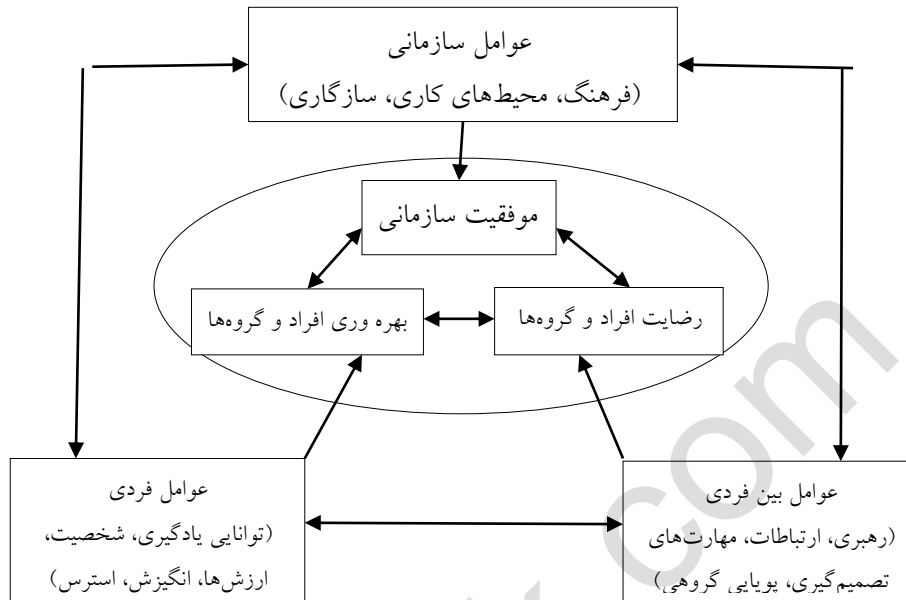 عوامل سازمانی
(فرهنگ، محیط‌های کاری، سازگاری)
موفقیت سازمانی
رضایت افراد و گروه‌ها
بهره وری افراد و گروه‌ها
عوامل بین فردی
(رهبری، ارتباطات، مهارت‌های
تصمیم‌گیری، پویایی گروهی)
عوامل فردی
(توانایی یادگیری، شخصیت،
ارزش‌ها، انگیزش، استرس)
com